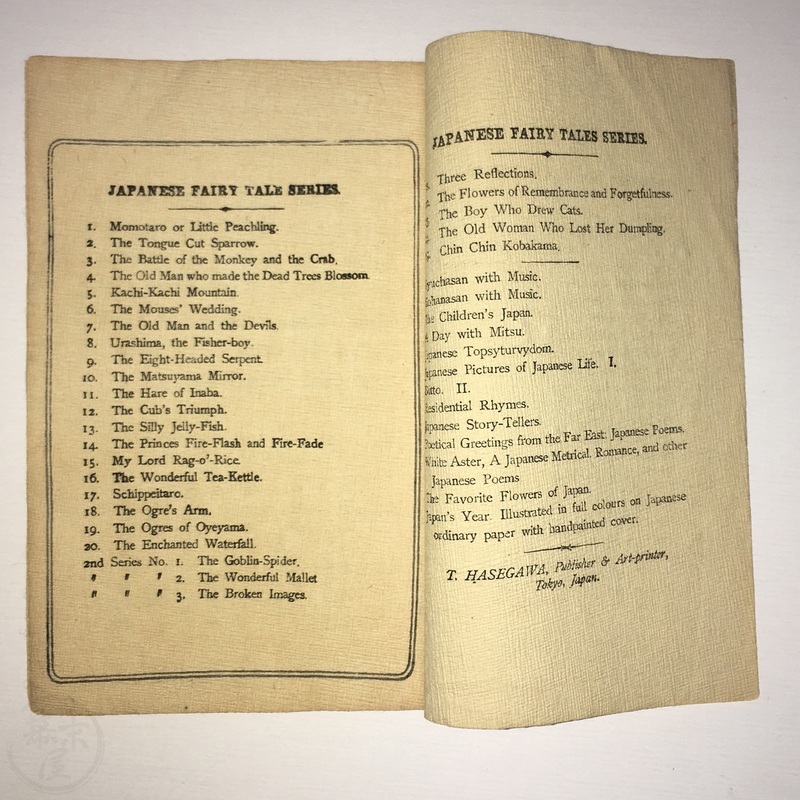 JAPANESE FAIRY TALE SERIES.
1. Momotaro or Little Peachling.
2. The Tongue Cut Sparrow.
3. The Battle of the Monkey and the Crab.
4. The Old Man who made the Dead Trees Blossom
5. Kachi-Kachi Mountain.
6. The Mouses' Wedding.
7. The Old Man and the Devils.
8. Urashima, the Fisher-boy.
9. The Eight-Headed Serpent.
10. The Matsuyama Mirror.
11. The Hare of Inaba.
12. The Cub's Triumph.
13. The Silly Jelly-Fish.
14. The Princes Fire-Flash and Fire-Fade
15. My Lord Rag-o'-Rice.
16. The Wonderful Tea-Kettle.
17. Schippeitaro.
18. The Ogre's Arm.
19. The Ogres of Oyeyama.
20. The Enchanted Waterfall.
2nd Series No. 1. The Goblin-Spider.
" " " 2. The Wonderful Mallet
" " " 3. The Broken Images.
JAPANESE FAIRY TALES SERIES.
Three Reflections.
The Flowers of Remembrance and Forgetfulness.
The Boy Who Drew Cats.
The Old Woman Who Lost Her Dumpling.
Chin Chin Kobakama.
with Music.
with Music.
Children's Japan.
Day with Mitsu.
Topsyturvydom.
Pictures of Japanese Life. I.
II.
Rhymes.
Story-Tellers.
Greetings from the Far East: Japanese Poems.
Aster, A Japanese Metrical Romance, and other
Japanese Poems
Favorite Flowers of Japan.
Year. Illustrated in full colours on Japanese
ordinary paper with handpainted cover.
T. HASEGAWA, Publisher & Art-printer,
Tokyo, Japan.